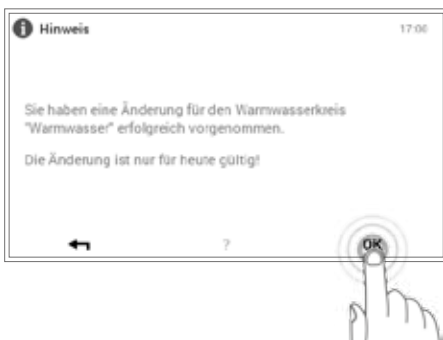 Hinweis 17:06
Sie haben eine Änderung für den Warmwasserkreis
"Warmwasser" erfolgreich vorgenommen.
Die Änderung ist nur für heute gültig!
? OK